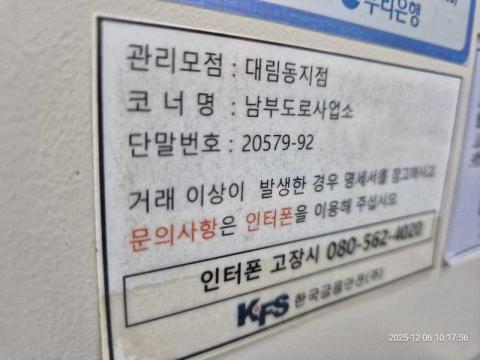 우리은행
관리모점 : 대림동지점
코 너 명 : 남부도로사업소
단말번호 : 20579-92
거래 이상이 발생한 경우 명세서를 참고하시고
문의사항은 인터폰을 이용해 주십시오
인터폰 고장시 080-562-4020
KFS 한국금융안전(주)
2025-12-06 10:17:56